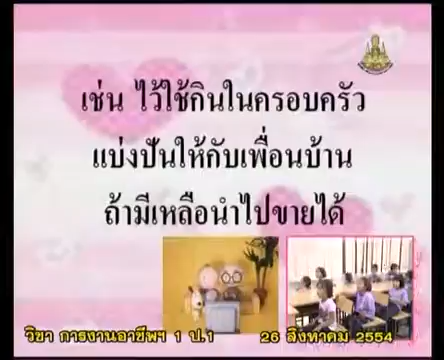 เช่น ไว้ใช้กินในครอบครัว
แบ่งปันให้กับเพื่อนบ้าน
ถ้ามีเหลือนำไปขายได้
วิชา การงานอาชีพฯ 1 ป.1 26 สิงหาคม 2554